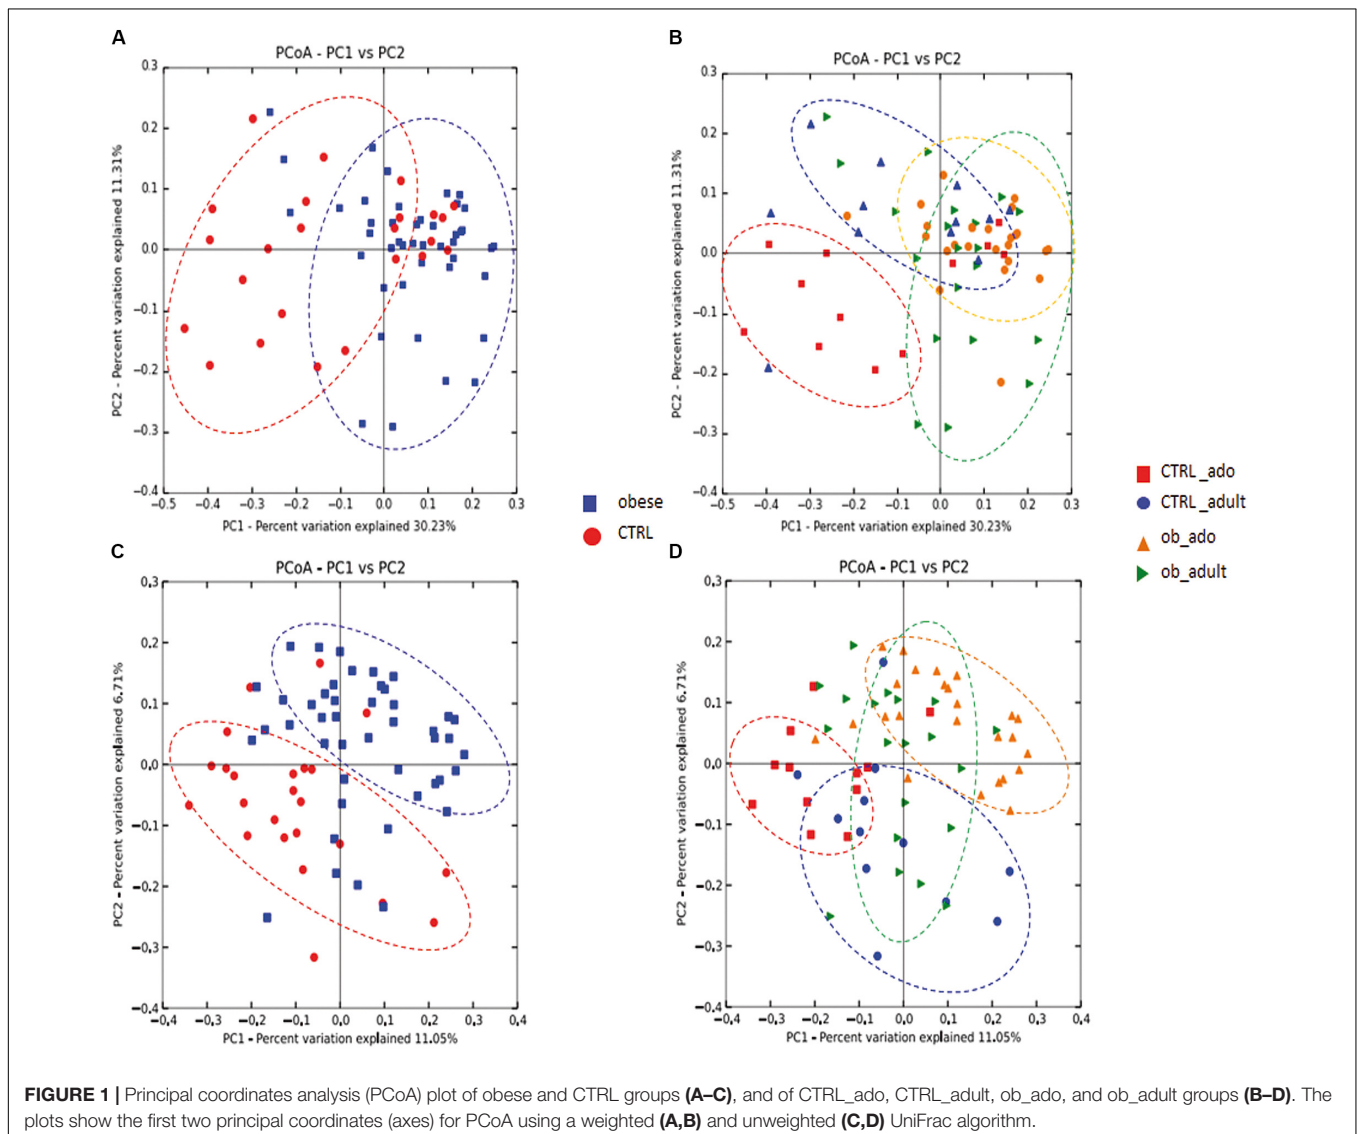 A
PCoA - PC1 vs PC2
0.3
0.2
0.1
0.0
−0.1
−0.2
−0.3
−0.4
−0.5 −0.4 −0.3 −0.2 −0.1 0.0 0.1 0.2 0.3
PC2 - Percent variation explained 11.31%
PC1 - Percent variation explained 30.23%
B
PCoA - PC1 vs PC2
0.3
0.2
0.1
0.0
−0.1
−0.2
−0.3
−0.4
−0.5 −0.4 −0.3 −0.2 −0.1 0.0 0.1 0.2 0.3
PC2 - Percent variation explained 11.31%
PC1 - Percent variation explained 30.23%
obese
CTRL
CTRL_ado
CTRL_adult
ob_ado
ob_adult
C
PCoA - PC1 vs PC2
0.3
0.2
0.1
0.0
−0.1
−0.2
−0.3
−0.4
−0.4 −0.3 −0.2 −0.1 0.0 0.1 0.2 0.3 0.4
PC2 - Percent variation explained 6.71%
PC1 - Percent variation explained 11.05%
D
PCoA - PC1 vs PC2
0.3
0.2
0.1
0.0
−0.1
−0.2
−0.3
−0.4
−0.4 −0.3 −0.2 −0.1 0.0 0.1 0.2 0.3 0.4
PC2 - Percent variation explained 6.71%
PC1 - Percent variation explained 11.05%
FIGURE 1 | Principal coordinates analysis (PCoA) plot of obese and CTRL groups (A–C), and of CTRL_ado, CTRL_adult, ob_ado, and ob_adult groups (B–D). The
plots show the first two principal coordinates (axes) for PCoA using a weighted (A,B) and unweighted (C,D) UniFrac algorithm.